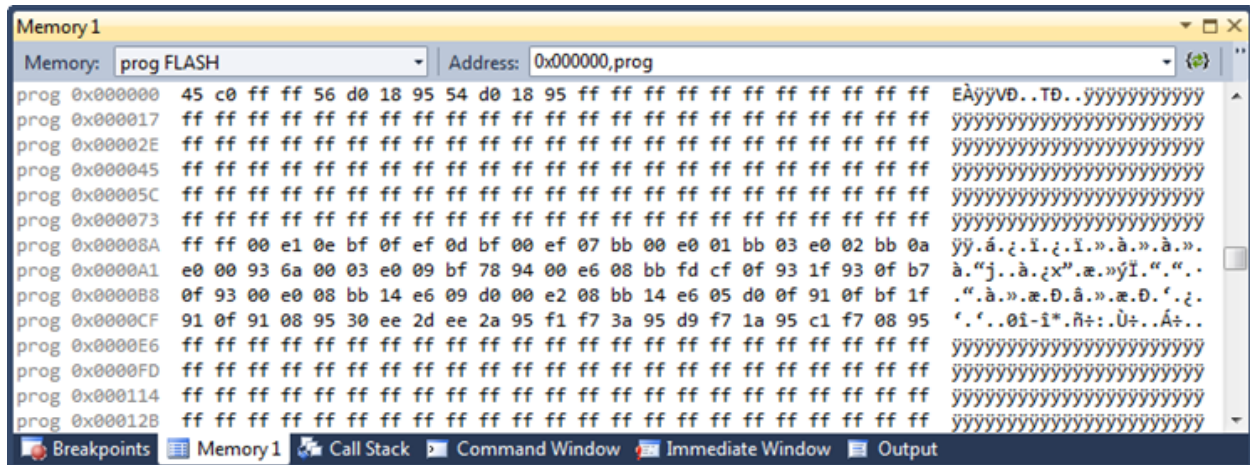 Memory 1
Memory: prog FLASH Address: 0x000000,prog
prog 0x000000 45 c0 ff ff 56 d0 18 95 54 d0 18 95 ff ff ff ff ff ff ff ff ff ff ff EÀÿÿVÐ..TÐ..ÿÿÿÿÿÿÿÿÿÿÿ
prog 0x000017 ff ff ff ff ff ff ff ff ff ff ff ff ff ff ff ff ff ff ff ff ff ff ff ÿÿÿÿÿÿÿÿÿÿÿÿÿÿÿÿÿÿÿÿÿÿÿ
prog 0x00002E ff ff ff ff ff ff ff ff ff ff ff ff ff ff ff ff ff ff ff ff ff ff ff ÿÿÿÿÿÿÿÿÿÿÿÿÿÿÿÿÿÿÿÿÿÿÿ
prog 0x000045 ff ff ff ff ff ff ff ff ff ff ff ff ff ff ff ff ff ff ff ff ff ff ff ÿÿÿÿÿÿÿÿÿÿÿÿÿÿÿÿÿÿÿÿÿÿÿ
prog 0x00005C ff ff ff ff ff ff ff ff ff ff ff ff ff ff ff ff ff ff ff ff ff ff ff ÿÿÿÿÿÿÿÿÿÿÿÿÿÿÿÿÿÿÿÿÿÿÿ
prog 0x000073 ff ff ff ff ff ff ff ff ff ff ff ff ff ff ff ff ff ff ff ff ff ff ff ÿÿÿÿÿÿÿÿÿÿÿÿÿÿÿÿÿÿÿÿÿÿÿ
prog 0x00008A ff ff 00 e1 0e bf 0f ef 0d bf 00 ef 07 bb 00 e0 01 bb 03 e0 02 bb 0a ÿÿ.á.¿.ï.¿.ï.».à.».à.».
prog 0x0000A1 e0 00 93 6a 00 03 e0 09 bf 78 94 00 e6 08 bb fd cf 0f 93 1f 93 0f b7 à.“j..à.¿x”.æ.»ýÏ.“.“.·
prog 0x0000B8 0f 93 00 e0 08 bb 14 e6 09 d0 00 e2 08 bb 14 e6 05 d0 0f 91 0f bf 1f .“.à.».æ.Ð.â.».æ.Ð.‘.¿.
prog 0x0000CF 91 0f 91 08 95 30 ee 2d ee 2a 95 f1 f7 3a 95 d9 f7 1a 95 c1 f7 08 95 ‘.‘..0î-î*.ñ÷:.Ù÷..Á÷..
prog 0x0000E6 ff ff ff ff ff ff ff ff ff ff ff ff ff ff ff ff ff ff ff ff ff ff ff ÿÿÿÿÿÿÿÿÿÿÿÿÿÿÿÿÿÿÿÿÿÿÿ
prog 0x0000FD ff ff ff ff ff ff ff ff ff ff ff ff ff ff ff ff ff ff ff ff ff ff ff ÿÿÿÿÿÿÿÿÿÿÿÿÿÿÿÿÿÿÿÿÿÿÿ
prog 0x000114 ff ff ff ff ff ff ff ff ff ff ff ff ff ff ff ff ff ff ff ff ff ff ff ÿÿÿÿÿÿÿÿÿÿÿÿÿÿÿÿÿÿÿÿÿÿÿ
prog 0x00012B ff ff ff ff ff ff ff ff ff ff ff ff ff ff ff ff ff ff ff ff ff ff ff ÿÿÿÿÿÿÿÿÿÿÿÿÿÿÿÿÿÿÿÿÿÿÿ
Breakpoints Memory 1 Call Stack Command Window Immediate Window Output